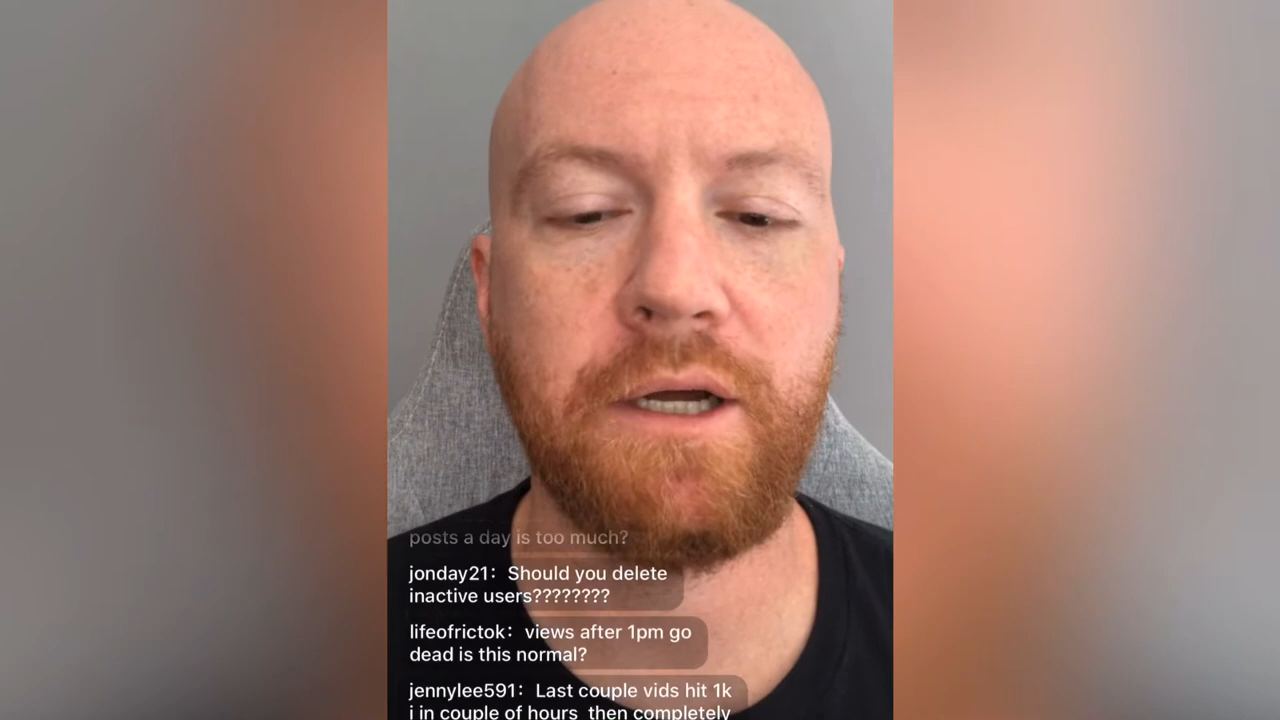 posts a day is too much?
jonday21: Should you delete
inactive users????????
lifeofrictok: views after 1pm go
dead is this normal?
jennylee591: Last couple vids hit 1k
i in couple of hours then completely